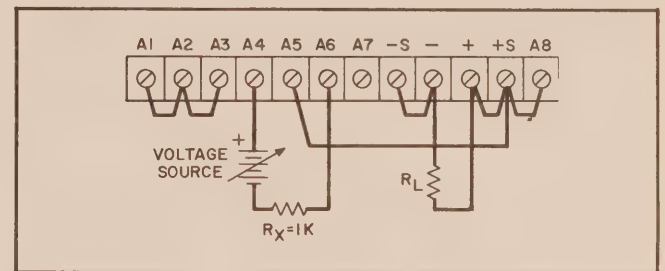 A1 A2 A3 A4 A5 A6 A7 -S - + +S A8
+
VOLTAGE
SOURCE
RX=1K
RL